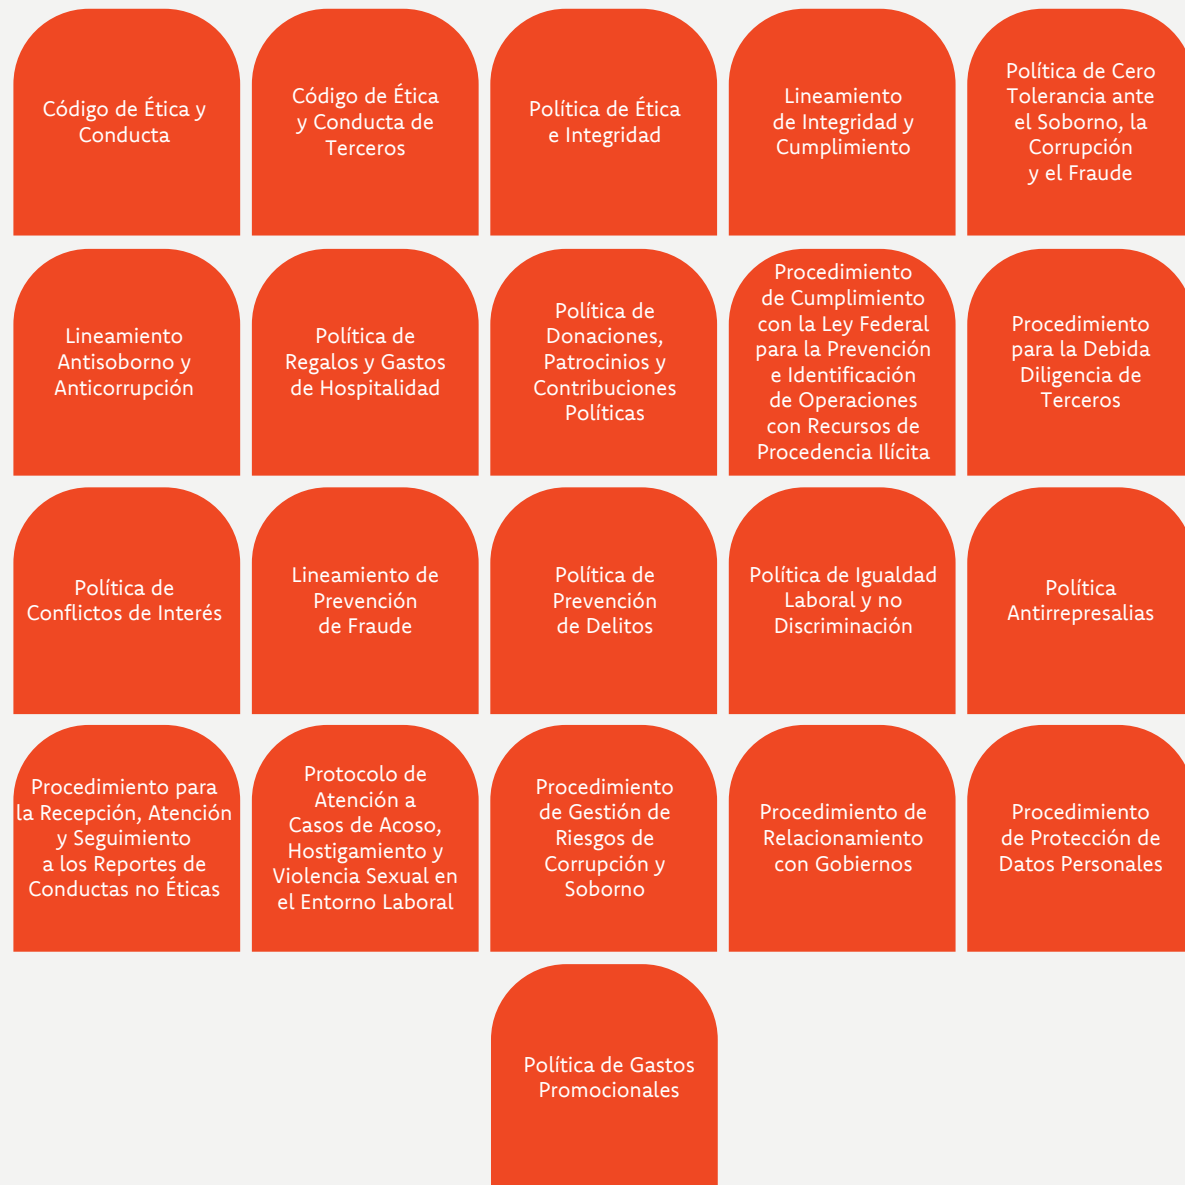 Código de Ética y
Conducta
Código de Ética
y Conducta de
Terceros
Política de Ética
e Integridad
Lineamiento
de Integridad y
Cumplimiento
Política de Cero
Tolerancia ante
el Soborno, la
Corrupción
y el Fraude
Lineamiento
Antisoborno y
Anticorrupción
Política de
Regalos y Gastos
de Hospitalidad
Política de
Donaciones,
Patrocinios y
Contribuciones
Políticas
Procedimiento
de Cumplimiento
con la Ley Federal
para la Prevención
e Identificación
de Operaciones
con Recursos de
Procedencia Ilícita
Procedimiento
para la Debida
Diligencia de
Terceros
Política de
Conflictos de Interés
Lineamiento de
Prevención
de Fraude
Política de
Prevención
de Delitos
Política de Igualdad
Laboral y no
Discriminación
Política
Antirrepresalias
Procedimiento para
la Recepción, Atención
y Seguimiento
a los Reportes de
Conductas no Éticas
Protocolo de
Atención a
Casos de Acoso,
Hostigamiento y
Violencia Sexual en
el Entorno Laboral
Procedimiento
de Gestión de
Riesgos de
Corrupción y
Soborno
Procedimiento de
Relacionamiento
con Gobiernos
Procedimiento
de Protección de
Datos Personales
Política de Gastos
Promocionales